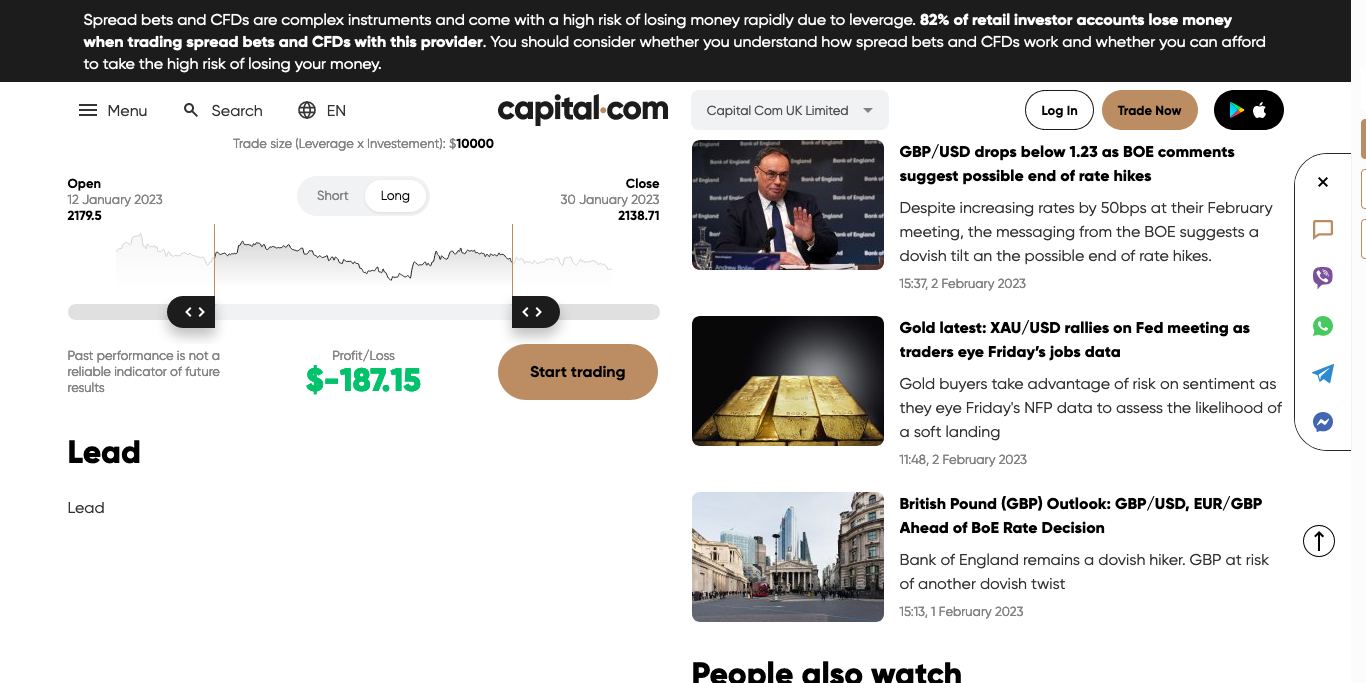 Spread bets and CFDs are complex instruments and come with a high risk of losing money rapidly due to leverage. 82% of retail investor accounts lose money
when trading spread bets and CFDs with this provider. You should consider whether you understand how spread bets and CFDs work and whether you can afford
to take the high risk of losing your money.
Menu
Search
EN
capital.com
Capital Com UK Limited
Log In
Trade Now
Trade size (Leverage x Investement): $10000
Open
12 January 2023
2179.5
Short
Long
Close
30 January 2023
2138.71
Past performance is not a
reliable indicator of future
results
Profit/Loss
$-187.15
Start trading
Lead
Lead
GBP/USD drops below 1.23 as BOE comments
suggest possible end of rate hikes
Despite increasing rates by 50bps at their February
meeting, the messaging from the BOE suggests a
dovish tilt an the possible end of rate hikes.
15:37, 2 February 2023
Gold latest: XAU/USD rallies on Fed meeting as
traders eye Friday’s jobs data
Gold buyers take advantage of risk on sentiment as
they eye Friday's NFP data to assess the likelihood of
a soft landing
11:48, 2 February 2023
British Pound (GBP) Outlook: GBP/USD, EUR/GBP
Ahead of BoE Rate Decision
Bank of England remains a dovish hiker. GBP at risk
of another dovish twist
15:13, 1 February 2023
People also watch